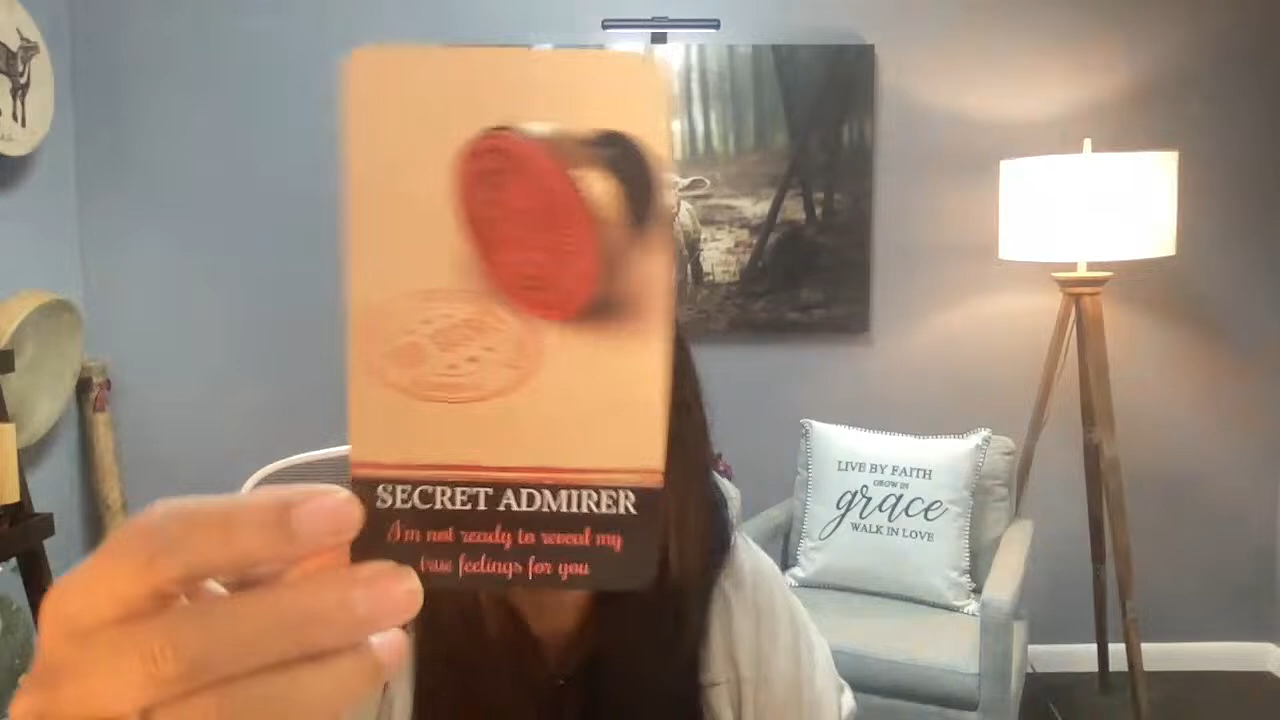 SECRET ADMIRER
I'm not ready to reveal my
true feelings for you
LIVE BY FAITH
GROW IN
grace
WALK IN LOVE